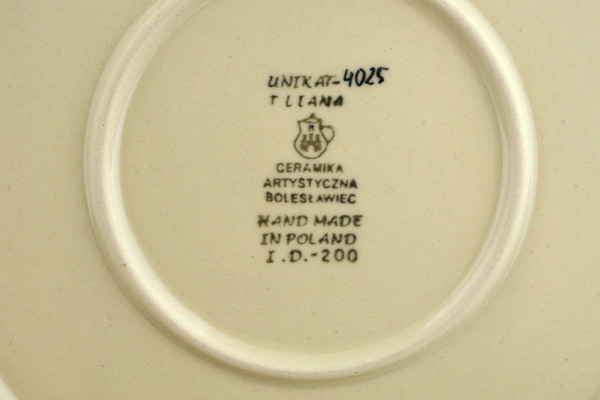 UNIKAT-4025
T LIANA
CERAMIKA
ARTYSTYCZNA
BOLESŁAWIEC
HAND MADE
IN POLAND
I.D.-200